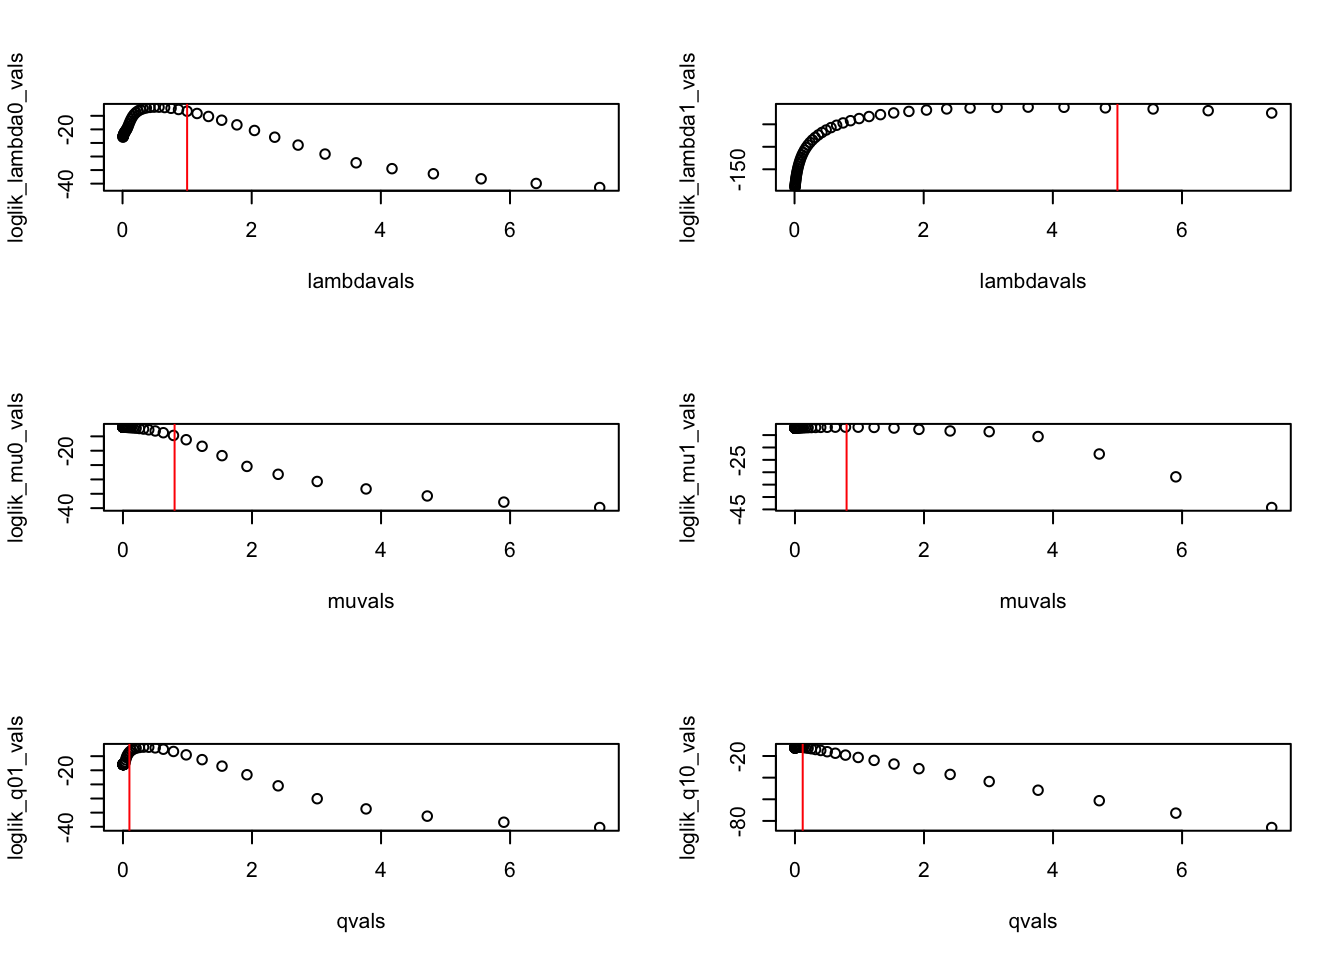 loglik_lambda0_vals
-20
-40
0 2 4 6
lambdavals
loglik_lambda1_vals
-150
0 2 4 6
lambdavals
loglik_mu0_vals
-20
-40
0 2 4 6
muvals
loglik_mu1_vals
-25
-45
0 2 4 6
muvals
loglik_q01_vals
-20
-40
0 2 4 6
qvals
loglik_q10_vals
-20
-80
0 2 4 6
qvals